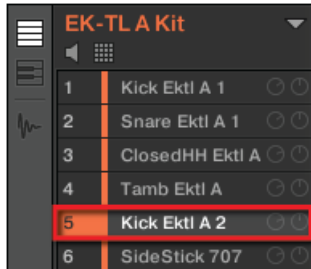 EK-TL A Kit
1 Kick Ektl A 1
2 Snare Ektl A 1
3 ClosedHH Ektl A
4 Tamb Ektl A
5 Kick Ektl A 2
6 SideStick 707